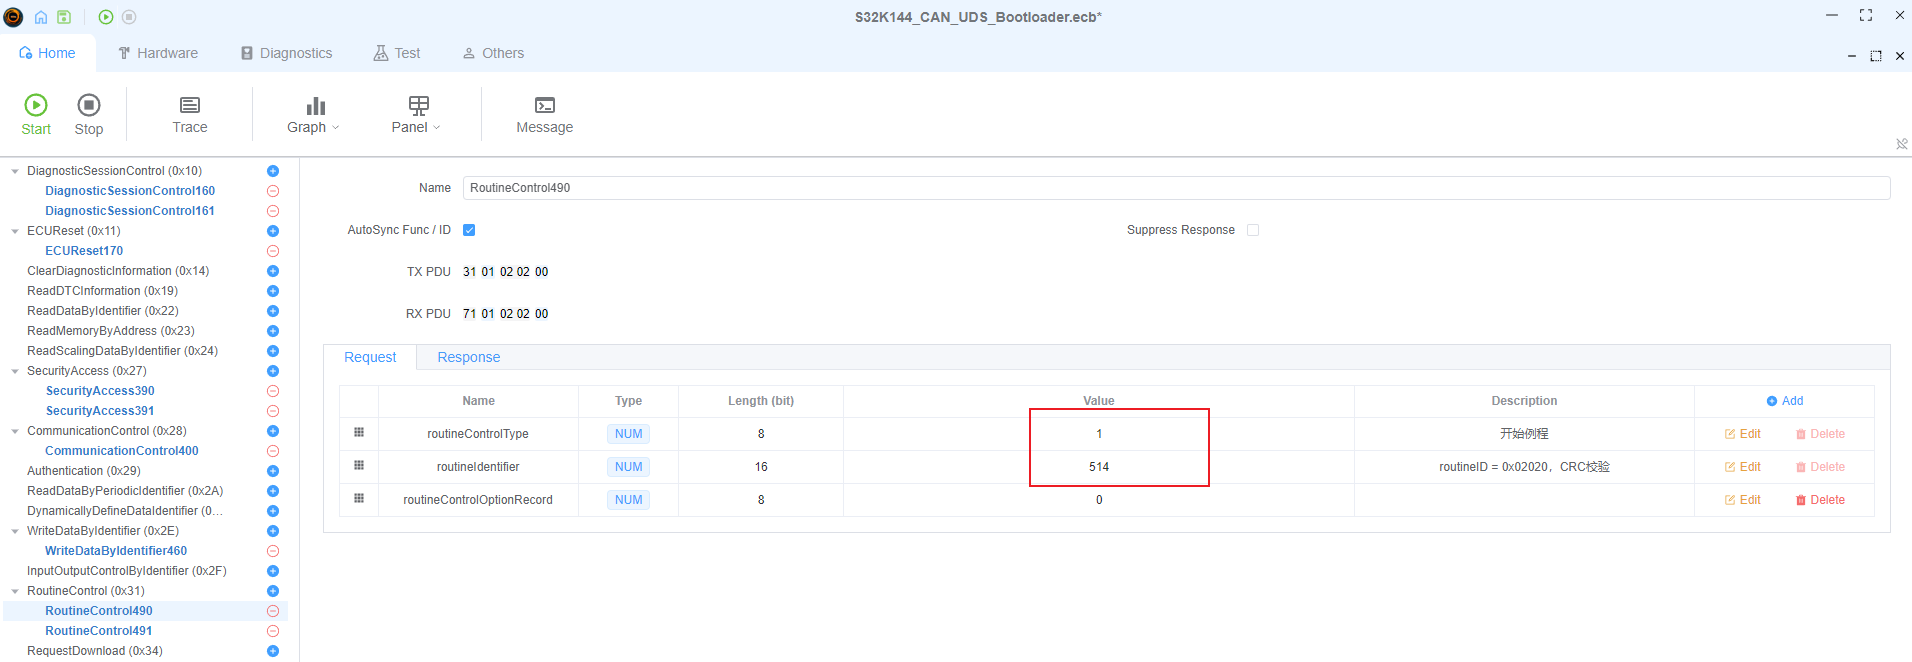 S32K144_CAN_UDS_Bootloader.ecb*
Home Hardware Diagnostics Test Others
Start Stop Trace Graph Panel Message
DiagnosticSessionControl (0x10)
DiagnosticSessionControl160
DiagnosticSessionControl161
ECUReset (0x11)
ECUReset170
ClearDiagnosticInformation (0x14)
ReadDTCInformation (0x19)
ReadDataByIdentifier (0x22)
ReadMemoryByAddress (0x23)
ReadScalingDataByIdentifier (0x24)
SecurityAccess (0x27)
SecurityAccess390
SecurityAccess391
CommunicationControl (0x28)
CommunicationControl400
Authentication (0x29)
ReadDataByPeriodicIdentifier (0x2A)
DynamicallyDefineDataIdentifier (0...
WriteDataByIdentifier (0x2E)
WriteDataByIdentifier460
InputOutputControlByIdentifier (0x2F)
RoutineControl (0x31)
RoutineControl490
RoutineControl491
RequestDownload (0x34)
Name RoutineControl490
AutoSync Func / ID Suppress Response
TX PDU 31 01 02 02 00
RX PDU 71 01 02 02 00
Request Response
Name Type Length (bit) Value Description Add
routineControlType NUM 8 1 开始例程 Edit Delete
routineIdentifier NUM 16 514 routineID = 0x02020，CRC校验 Edit Delete
routineControlOptionRecord NUM 8 0 Edit Delete